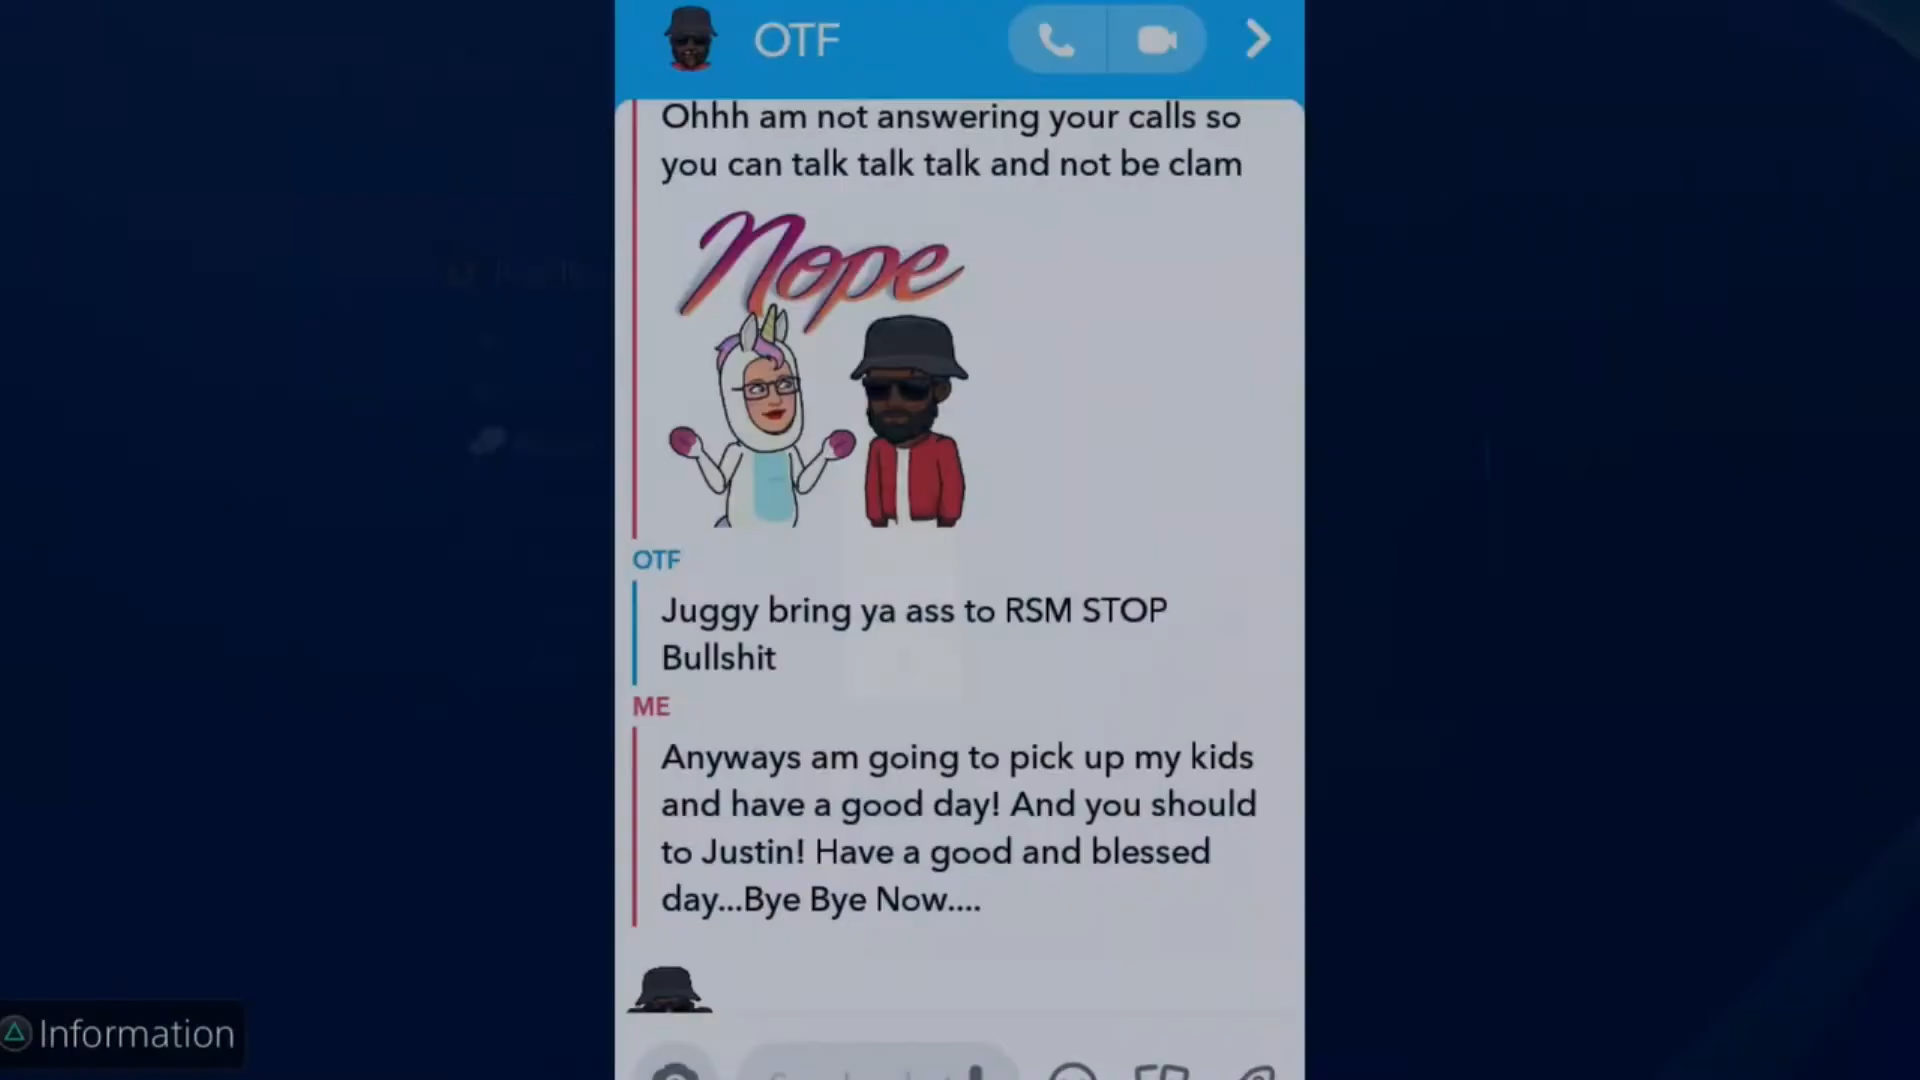 OTF
Ohhh am not answering your calls so
you can talk talk talk and not be clam
Nope
OTF
Juggy bring ya ass to RSM STOP
Bullshit
ME
Anyways am going to pick up my kids
and have a good day! And you should
to Justin! Have a good and blessed
day...Bye Bye Now....
Information